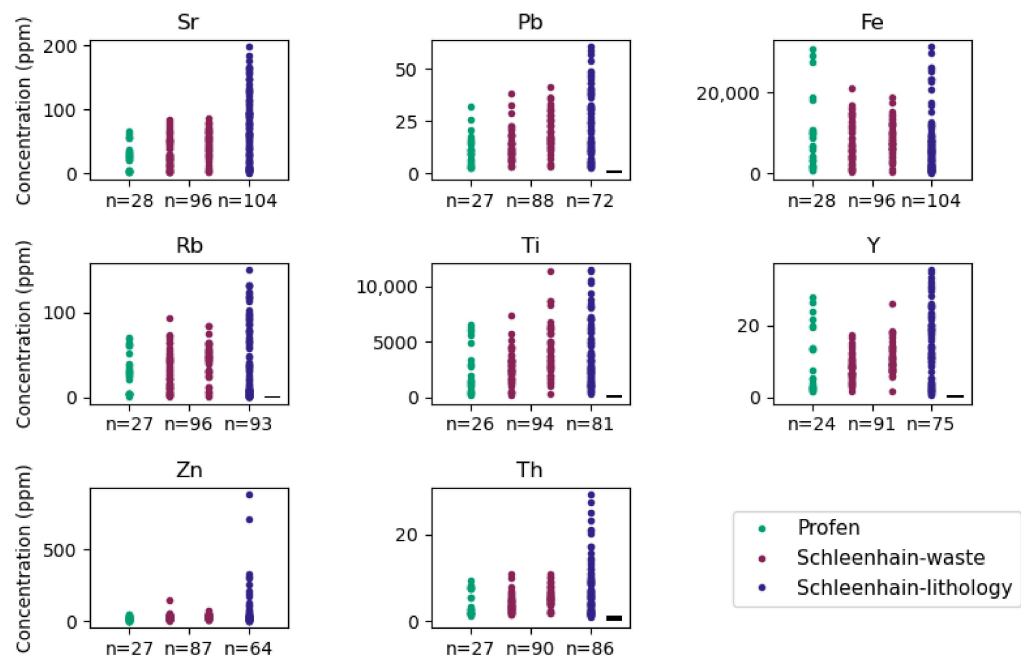 Sr Pb Fe
Concentration (ppm)
200
100
0
n=28 n=96 n=104
50
25
0
n=27 n=88 n=72
20,000
0
n=28 n=96 n=104
Rb Ti Y
Concentration (ppm)
100
0
n=27 n=96 n=93
10,000
5000
0
n=26 n=94 n=81
20
0
n=24 n=91 n=75
Zn Th
Concentration (ppm)
500
0
n=27 n=87 n=64
20
0
n=27 n=90 n=86
Profen
Schleenhain-waste
Schleenhain-lithology